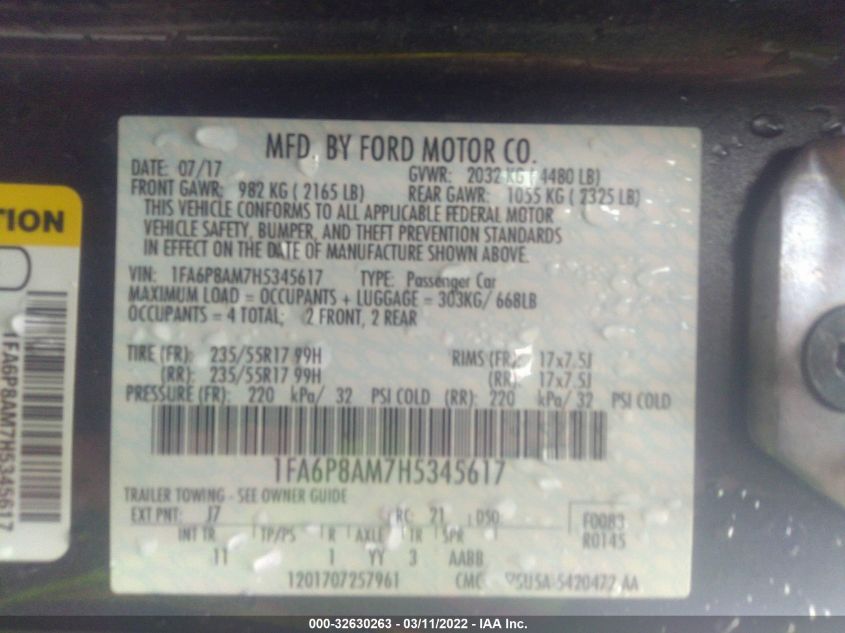 MFD. BY FORD MOTOR CO.
DATE: 07/17 GVWR: 2032 KG ( 4480 LB)
FRONT GAWR: 982 KG ( 2165 LB) REAR GAWR: 1055 KG ( 2325 LB)
THIS VEHICLE CONFORMS TO ALL APPLICABLE FEDERAL MOTOR
VEHICLE SAFETY, BUMPER, AND THEFT PREVENTION STANDARDS
IN EFFECT ON THE DATE OF MANUFACTURE SHOWN ABOVE.
VIN: 1FA6P8AM7H5345617 TYPE: Passenger Car
MAXIMUM LOAD = OCCUPANTS + LUGGAGE = 303KG/ 668LB
OCCUPANTS = 4 TOTAL; 2 FRONT, 2 REAR
TIRE (FR): 235/55R17 99H RIMS (FR): 17x7.5J
(RR): 235/55R17 99H (RR): 17x7.5J
PRESSURE (FR): 220 kPa/ 32 PSI COLD (RR): 220 kPa/ 32 PSI COLD
1FA6P8AM7H5345617
TRAILER TOWING - SEE OWNER GUIDE
EXT PNT: J7 RC: 21 DSO: F0083
R0145
INT TR TP/PS R AXLE TR SPR
11 1 YY 3 AABB
1201707257961 CMC 5420472 AA
TION
1FA6P8AM7H5345617
000-32630263 - 03/11/2022 - IAA Inc.